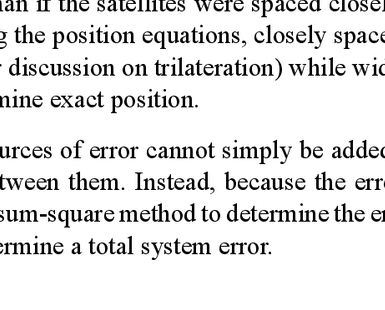 an if the satellites were spaced closel
g the position equations, closely space
r discussion on trilateration) while wid
mine exact position.
urces of error cannot simply be added
tween them. Instead, because the erro
sum-square method to determine the er
ermine a total system error.